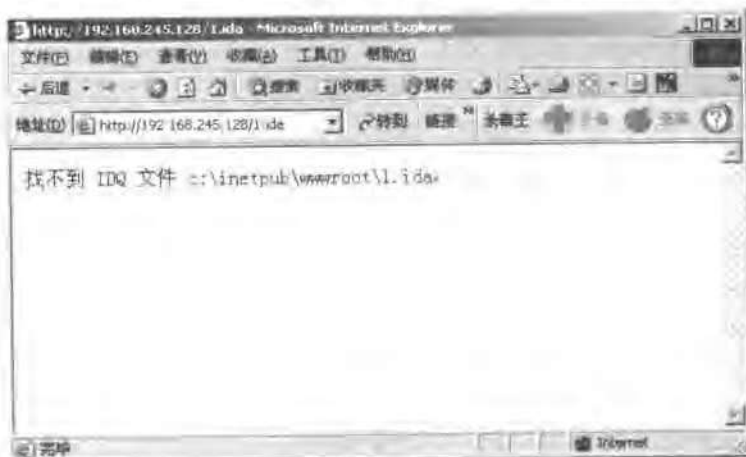 http://192.168.245.128/1.ida - Microsoft Internet Explorer
文件(F) 编辑(E) 查看(V) 收藏(A) 工具(T) 帮助(H)
后退 搜索 收藏夹 媒体
地址(D) http://192.168.245.128/1.ida 转到 链接 杀毒王
找不到 IDQ 文件 c:\inetpub\wwwroot\1.ida。
完毕 Internet